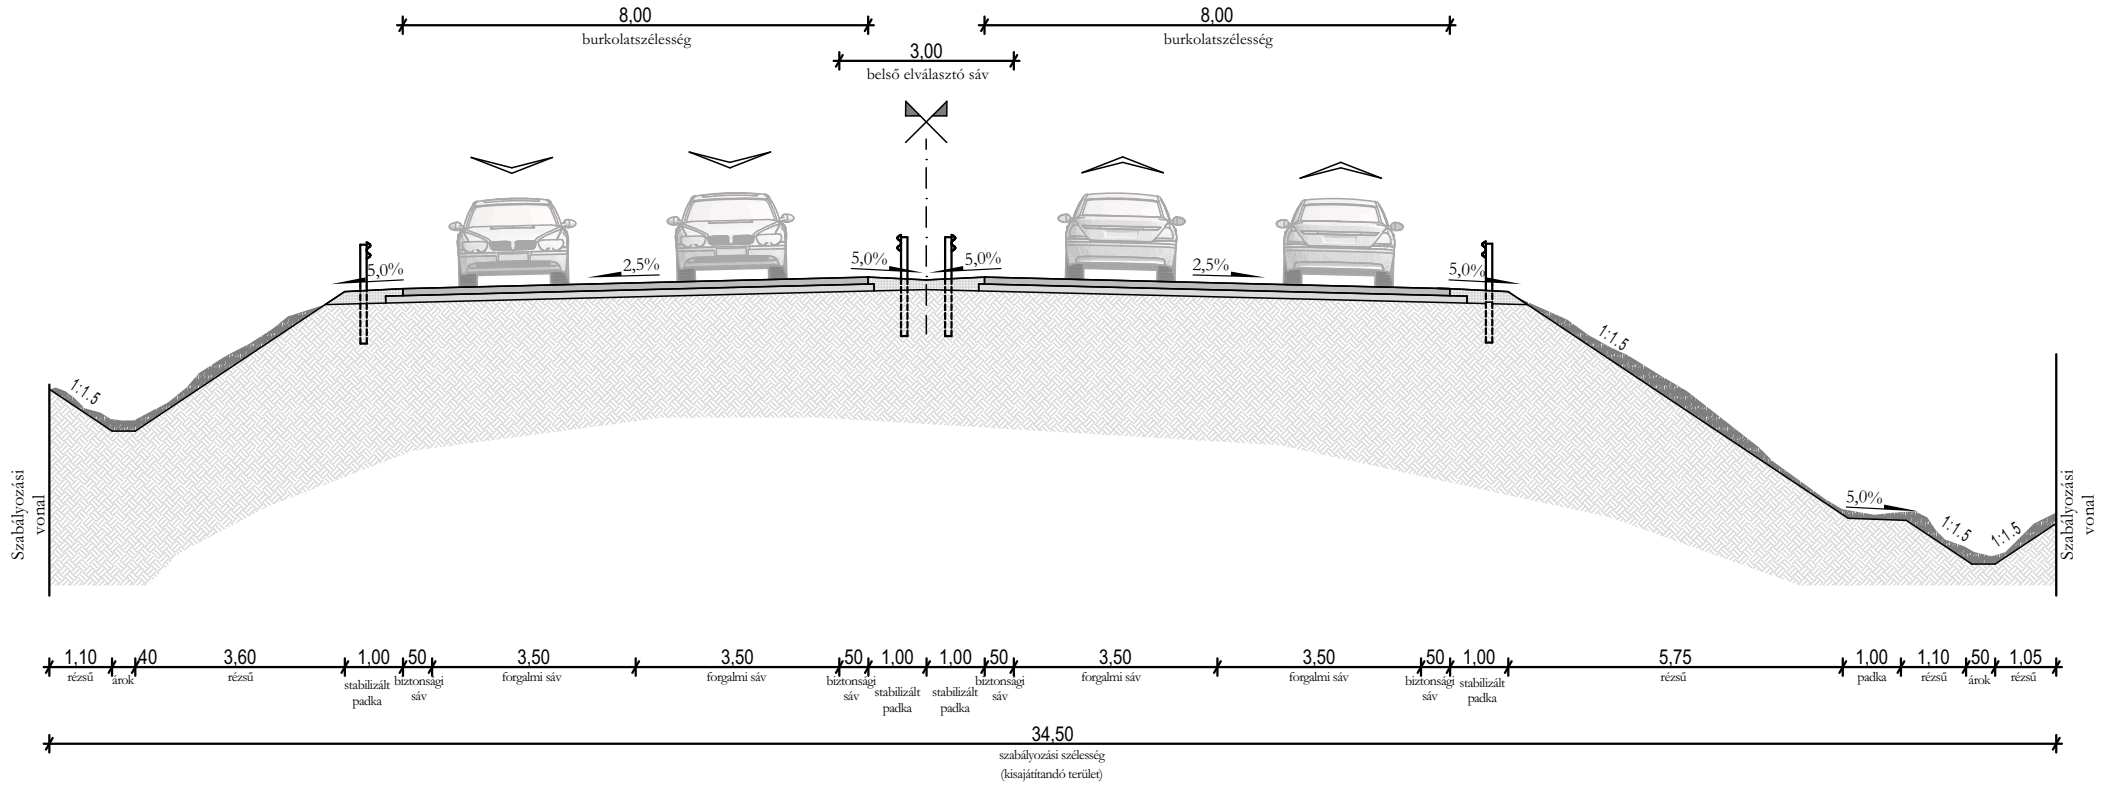 8,00
burkolatszélesség
8,00
burkolatszélesség
3,00
belső elválasztó sáv
5,0%
2,5%
5,0%
5,0%
2,5%
5,0%
1:1.5
1:1.5
5,0%
1:1.5
1:1.5
Szabályozási
vonal
Szabályozási
vonal
1,10
rézsű
40
árok
3,60
rézsű
1,00
stabilizált
padka
50
biztonsági
sáv
3,50
forgalmi sáv
3,50
forgalmi sáv
50
biztonsági
sáv
1,00
stabilizált
padka
1,00
stabilizált
padka
50
biztonsági
sáv
3,50
forgalmi sáv
3,50
forgalmi sáv
50
biztonsági
sáv
1,00
stabilizált
padka
5,75
rézsű
1,00
padka
1,10
rézsű
50
árok
1,05
rézsű
34,50
szabályozási szélesség
(kisajátítandó terület)